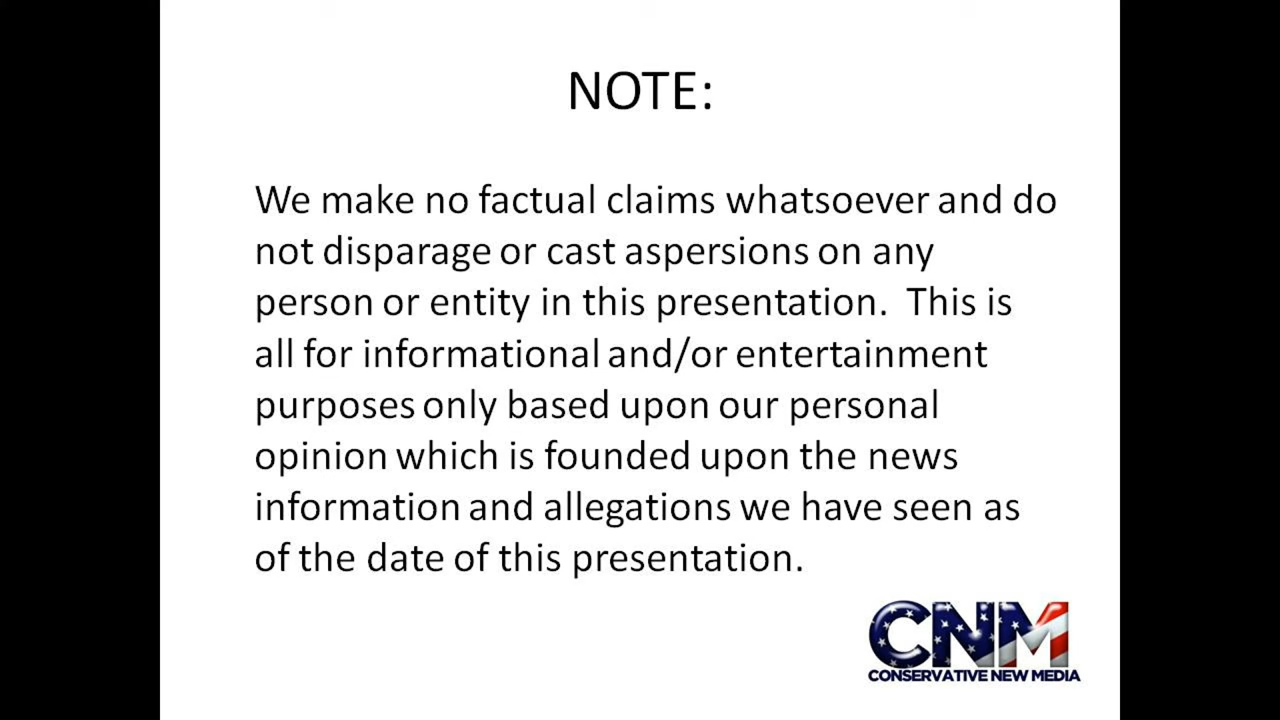 NOTE:
We make no factual claims whatsoever and do
not disparage or cast aspersions on any
person or entity in this presentation.  This is
all for informational and/or entertainment
purposes only based upon our personal
opinion which is founded upon the news
information and allegations we have seen as
of the date of this presentation.
CNM
CONSERVATIVE NEW MEDIA